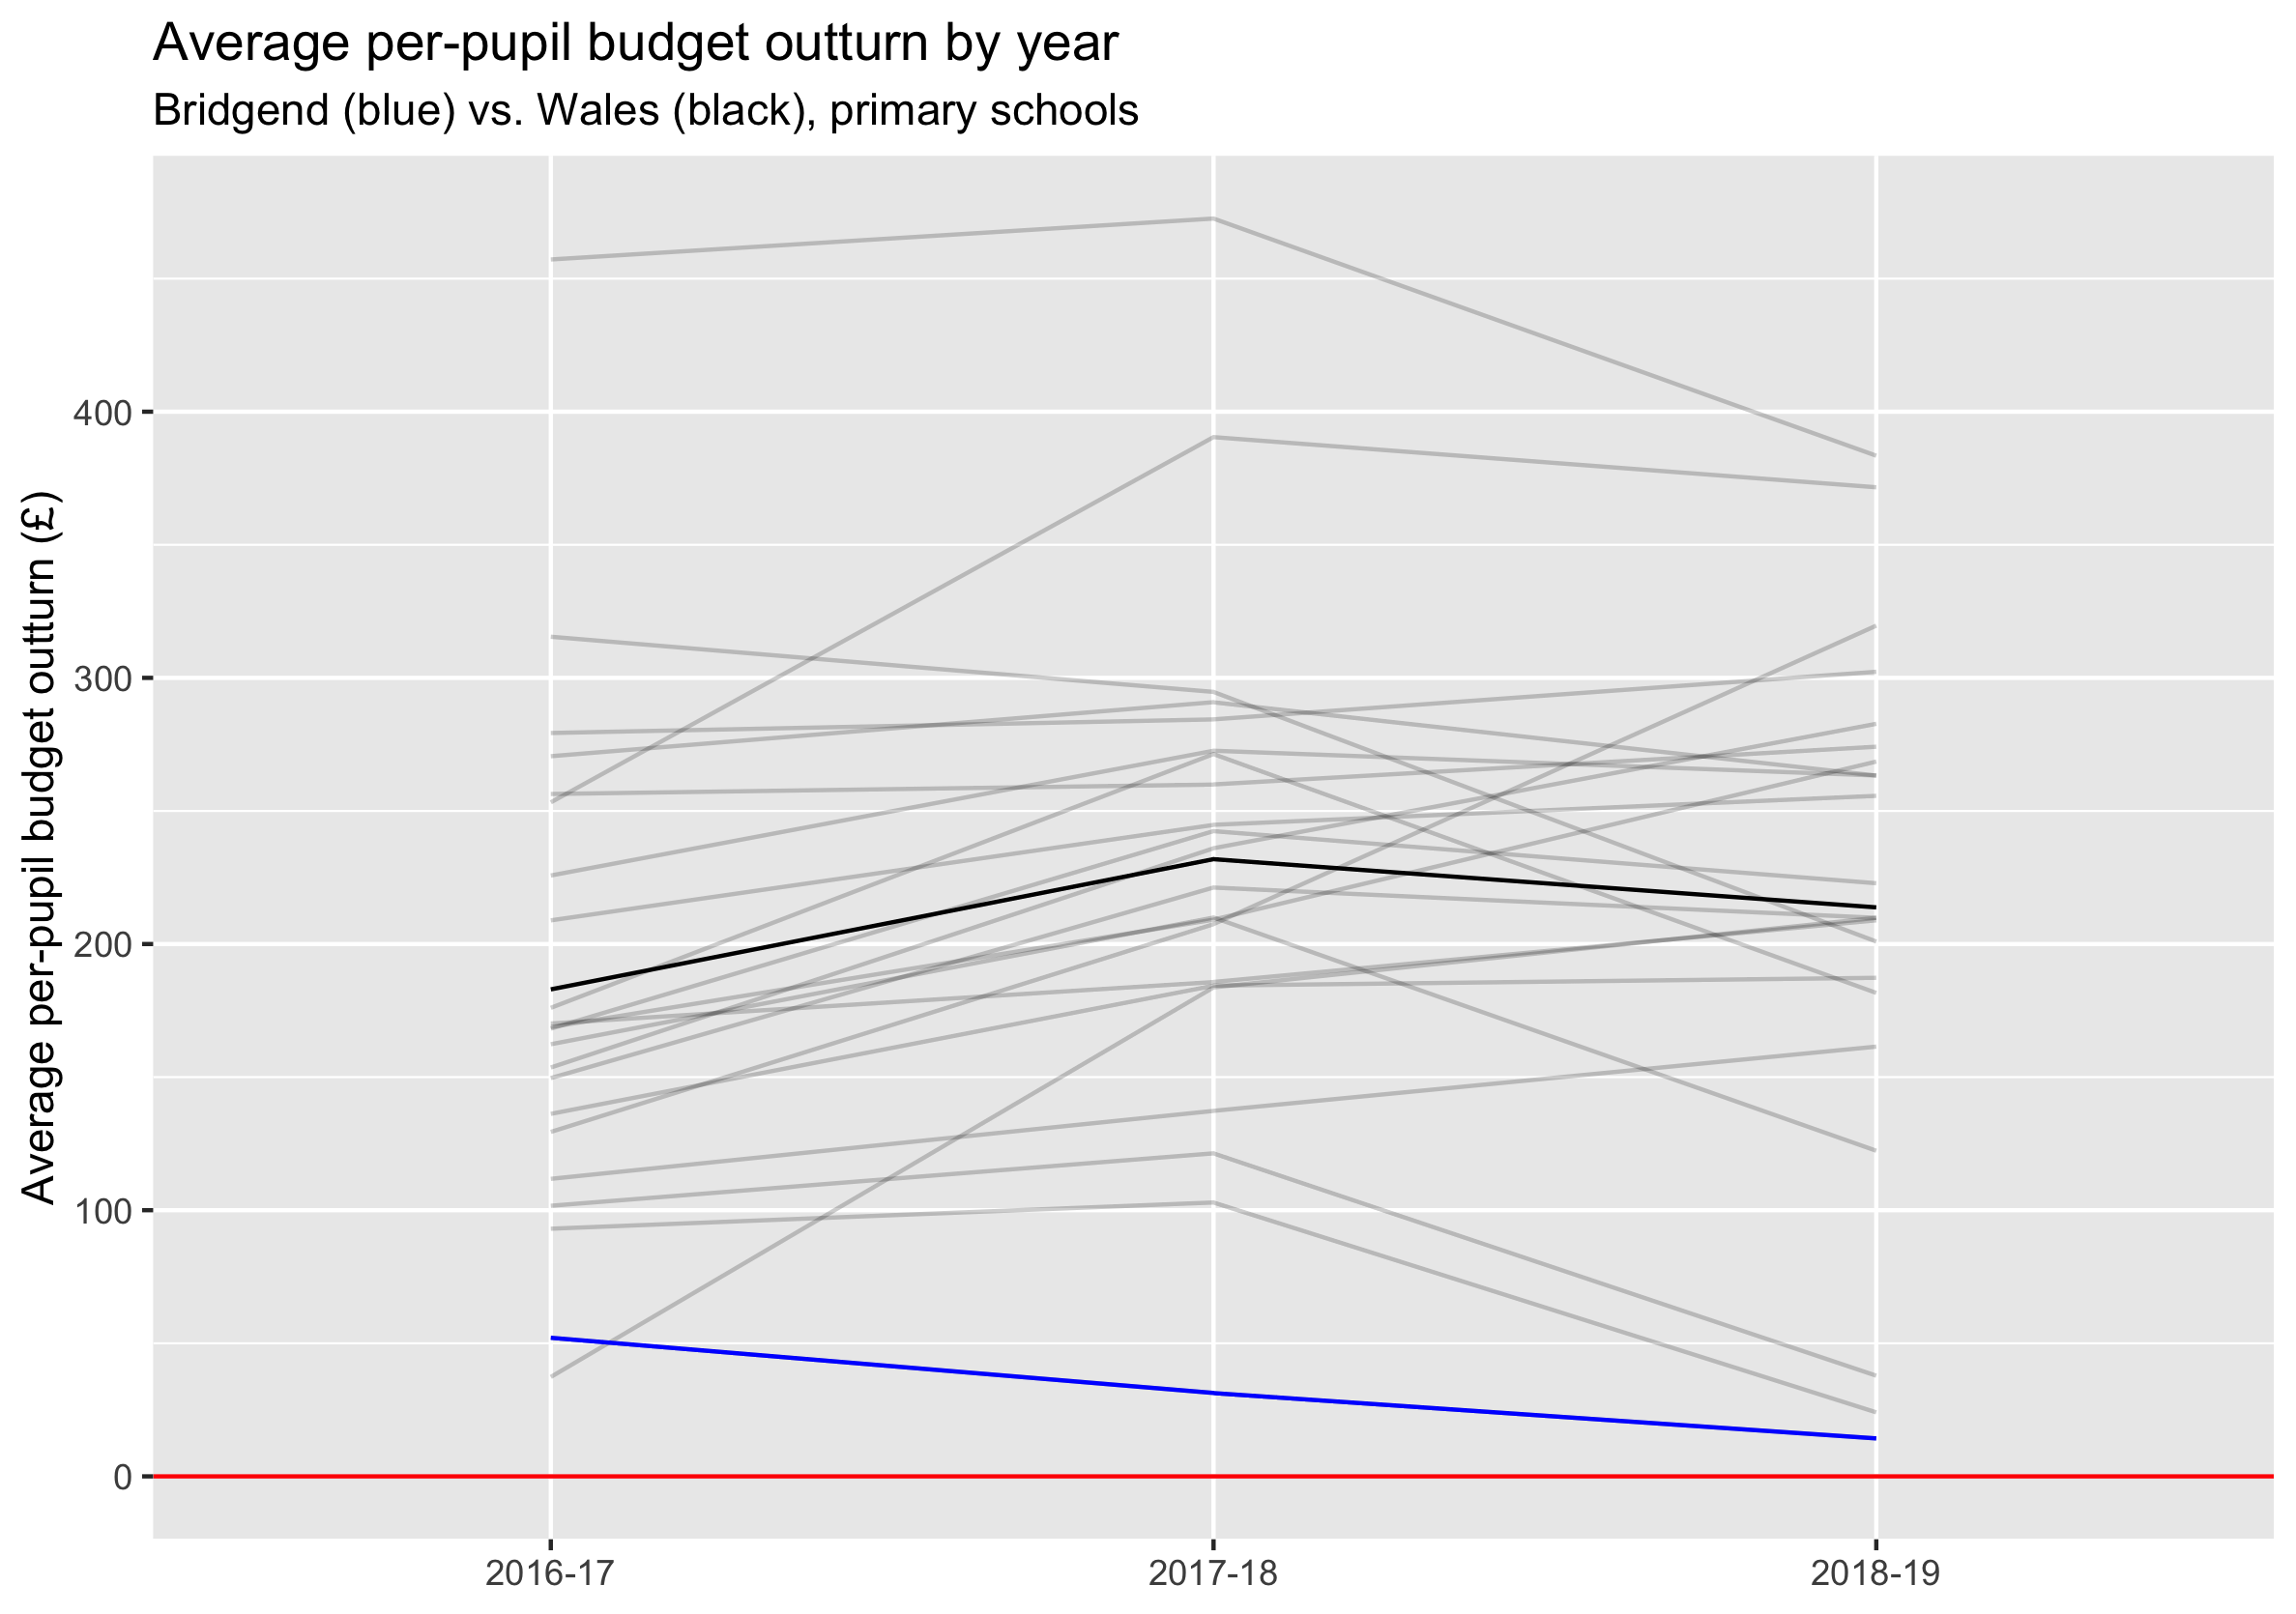 Average per-pupil budget outturn by year
Bridgend (blue) vs. Wales (black), primary schools
Average per-pupil budget outturn (£)
400
300
200
100
0
2016-17
2017-18
2018-19